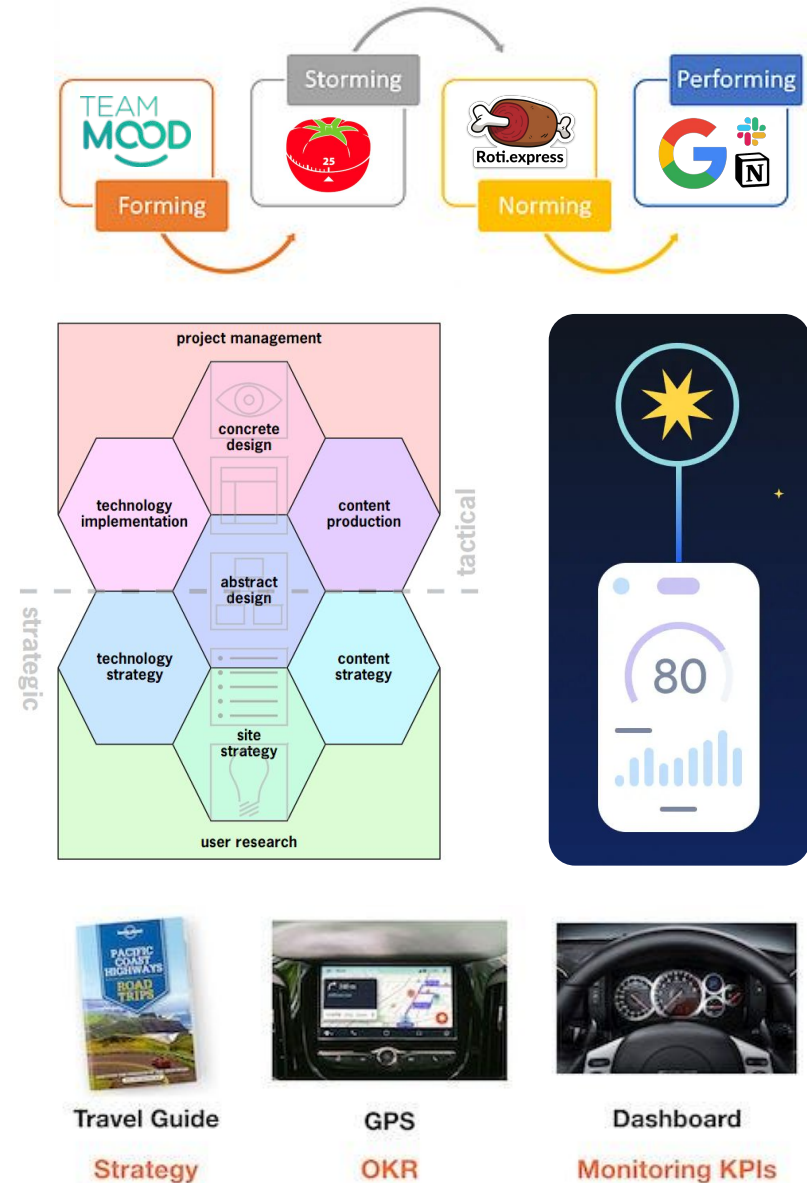 Storming
Performing
TEAM
MOOD
25
Roti.express
N
Forming
Norming
project management
concrete
design
technology
implementation
content
production
tactical
abstract
design
strategic
technology
strategy
content
strategy
site
strategy
user research
80
PACIFIC
COAST
HIGHWAYS
ROAD
TRIPS
Travel Guide
GPS
Dashboard
Strategy
OKR
Monitoring KPIs